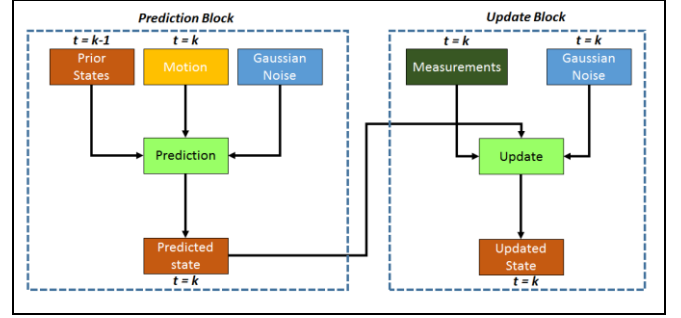 Prediction Block
Update Block
t = k-1
t = k
t = k
t = k
Prior
States
Motion
Gaussian
Noise
Measurements
Gaussian
Noise
Prediction
Update
Predicted
state
Updated
State
t = k
t = k